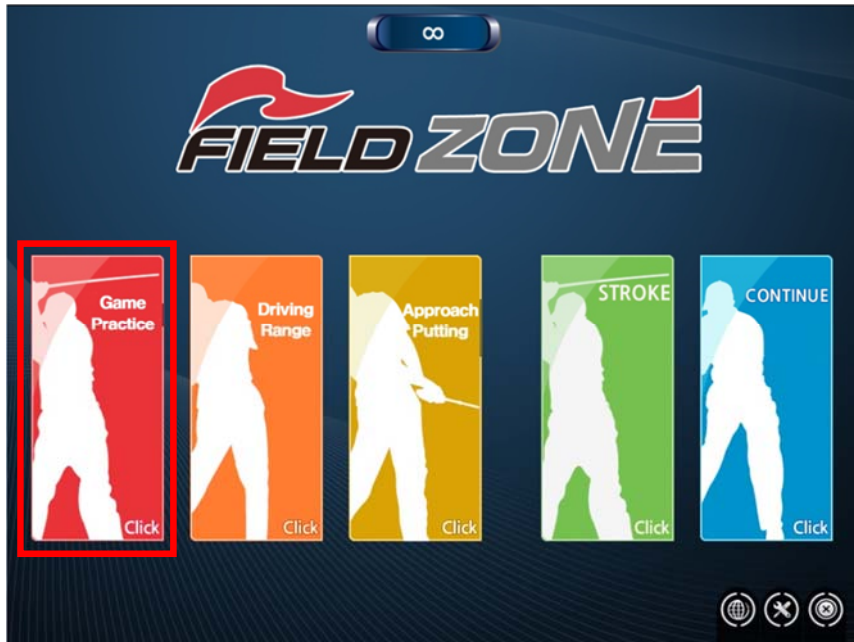 ∞
FIELD ZONE
Game
Practice
Click
Driving
Range
Click
Approach
Putting
Click
STROKE
Click
CONTINUE
Click